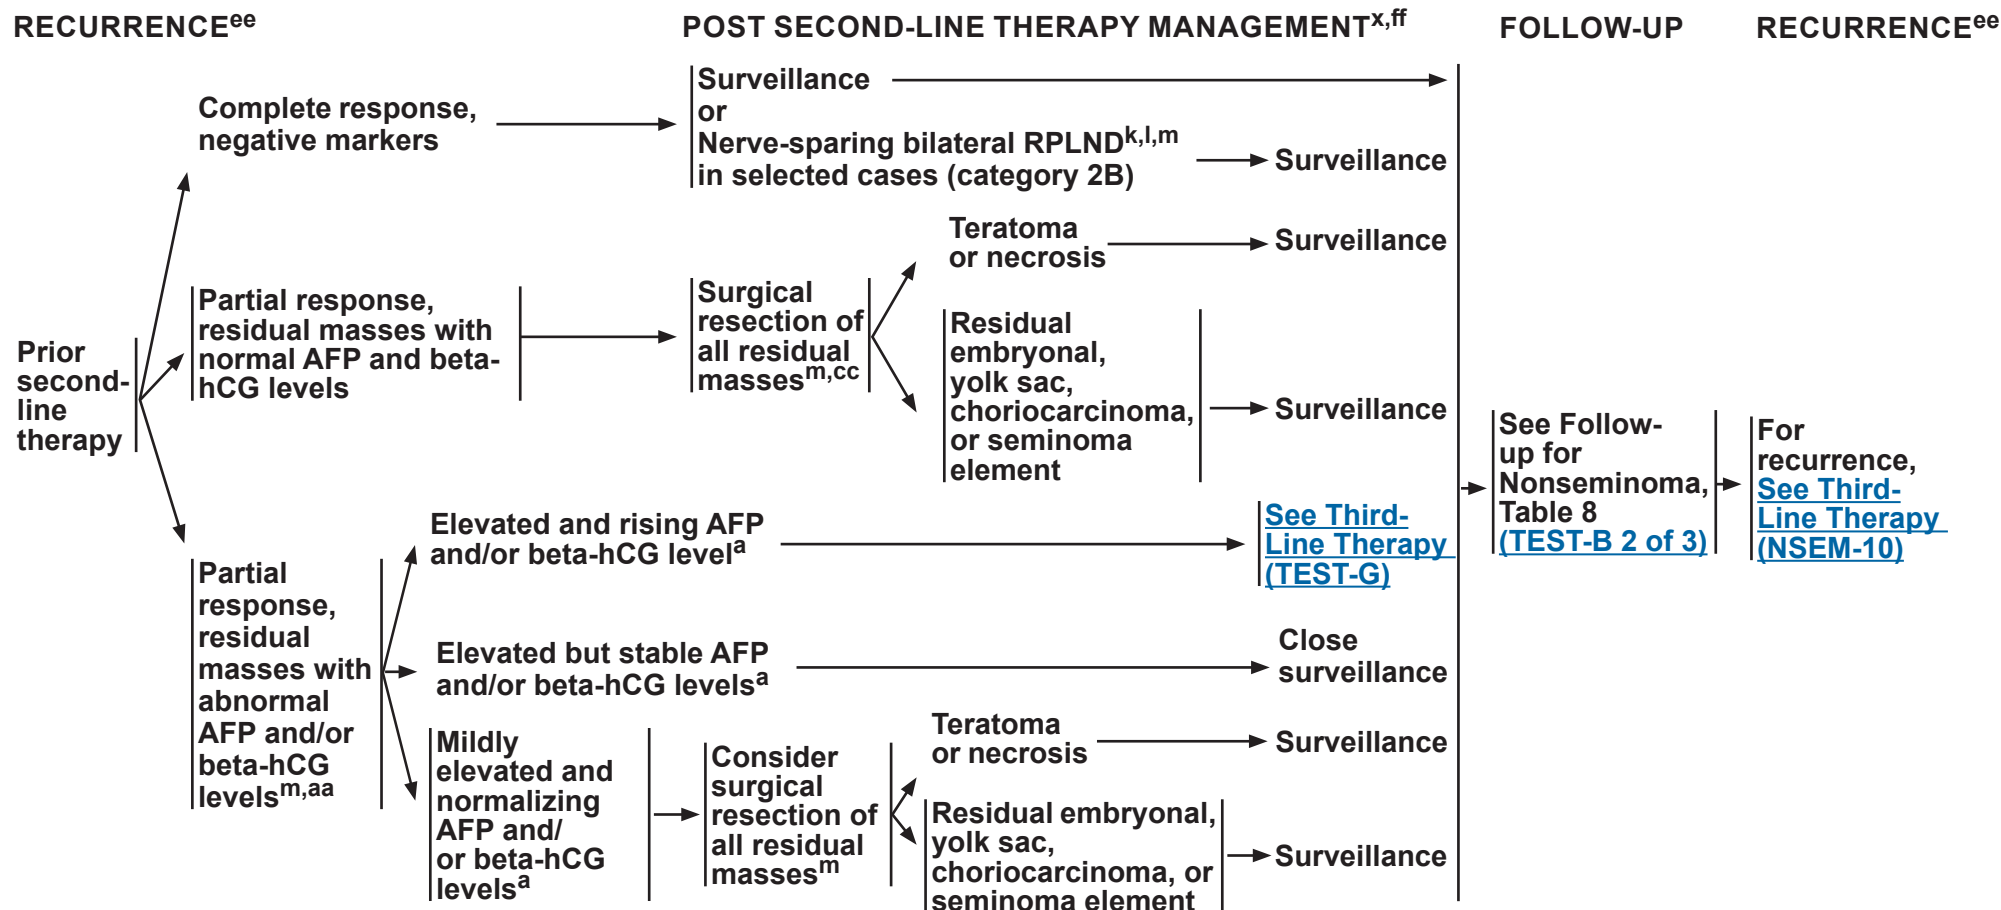 RECURRENCEee
POST SECOND-LINE THERAPY MANAGEMENTx,ff
FOLLOW-UP
RECURRENCEee
Prior
second-
line
therapy
Complete response,
negative markers
Surveillance
or
Nerve-sparing bilateral RPLNDk,l,m
in selected cases (category 2B)
Surveillance
Partial response,
residual masses with
normal AFP and beta-
hCG levels
Surgical
resection of
all residual
massesm,cc
Teratoma
or necrosis
Surveillance
Residual
embryonal,
yolk sac,
choriocarcinoma,
or seminoma
element
Surveillance
Partial
response,
residual
masses with
abnormal
AFP and/or
beta-hCG
levelsm,aa
Elevated and rising AFP
and/or beta-hCG levela
See Third-
Line Therapy
(TEST-G)
Elevated but stable AFP
and/or beta-hCG levelsa
Close
surveillance
Mildly
elevated and
normalizing
AFP and/
or beta-hCG
levelsa
Consider
surgical
resection of
all residual
massesm
Teratoma
or necrosis
Surveillance
Residual embryonal,
yolk sac,
choriocarcinoma, or
seminoma element
Surveillance
See Follow-
up for
Nonseminoma,
Table 8
(TEST-B 2 of 3)
For
recurrence,
See Third-
Line Therapy
(NSEM-10)